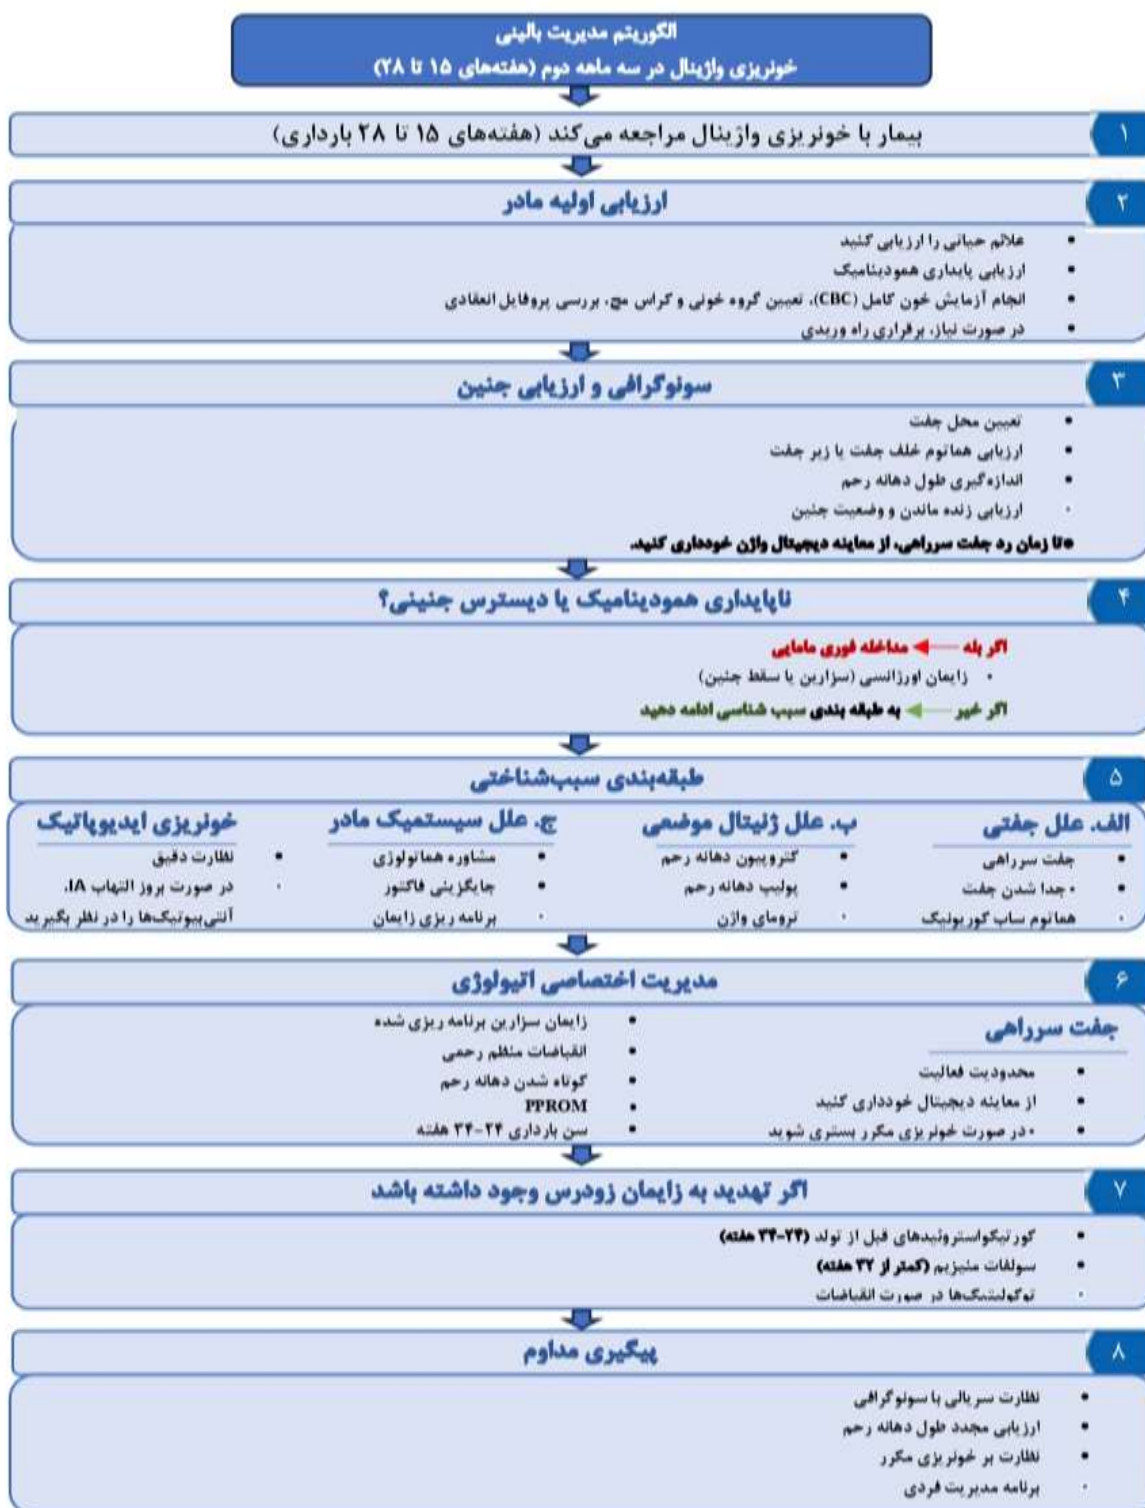 الگوریتم مدیریت بالینی
خونریزی واژینال در سه ماهه دوم (هفته‌های ۱۵ تا ۲۸)
۱
بیمار با خونریزی واژینال مراجعه می‌کند (هفته‌های ۱۵ تا ۲۸ بارداری)
۲
ارزیابی اولیه مادر
• علائم حیاتی را ارزیابی کنید
• ارزیابی پایداری همودینامیک
• انجام آزمایش خون کامل (CBC)، تعیین گروه خونی و کراس مچ، بررسی پروفایل انعقادی
• در صورت نیاز، برقراری راه وریدی
۳
سونوگرافی و ارزیابی جنین
• تعیین محل جفت
• ارزیابی هماتوم خلف جفت یا زیر جفت
• اندازه‌گیری طول دهانه رحم
• ارزیابی زنده ماندن و وضعیت جنین
•تا زمان رد جفت سرراهی، از معاینه دیجیتال واژن خودداری کنید.
۴
ناپایداری همودینامیک یا دیسترس جنینی؟
اگر بله ← مداخله فوری مامایی
• زایمان اورژانسی (سزارین یا سقط جنین)
اگر خیر ← به طبقه بندی سبب شناسی ادامه دهید
۵
طبقه‌بندی سبب‌شناختی
الف. علل جفتی
• جفت سرراهی
• •جدا شدن جفت
• هماتوم ساب کوریونیک
ب. علل ژنیتال موضعی
• کتروپیون دهانه رحم
• پولیپ دهانه رحم
• ترومای واژن
ج. علل سیستمیک مادر
• مشاوره هماتولوژی
• جایگزینی فاکتور
• برنامه ریزی زایمان
خونریزی ایدیوپاتیک
• نظارت دقیق
• در صورت بروز التهاب IA،
آنتی‌بیوتیک‌ها را در نظر بگیرید
۶
مدیریت اختصاصی اتیولوژی
جفت سرراهی
• محدودیت فعالیت
• از معاینه دیجیتال خودداری کنید
• •در صورت خونریزی مکرر بستری شوید
• زایمان سزارین برنامه ریزی شده
• انقباضات منظم رحمی
• کوتاه شدن دهانه رحم
• PPROM
• سن بارداری ۲۴-۳۴ هفته
۷
اگر تهدید به زایمان زودرس وجود داشته باشد
• کورتیکواستروئیدهای قبل از تولد (۲۴-۳۴ هفته)
• سولفات منیزیم (کمتر از ۳۲ هفته)
• توکولیتیک‌ها در صورت انقباضات
۸
پیگیری مداوم
• نظارت سریالی با سونوگرافی
• ارزیابی مجدد طول دهانه رحم
• نظارت بر خونریزی مکرر
• برنامه مدیریت فردی